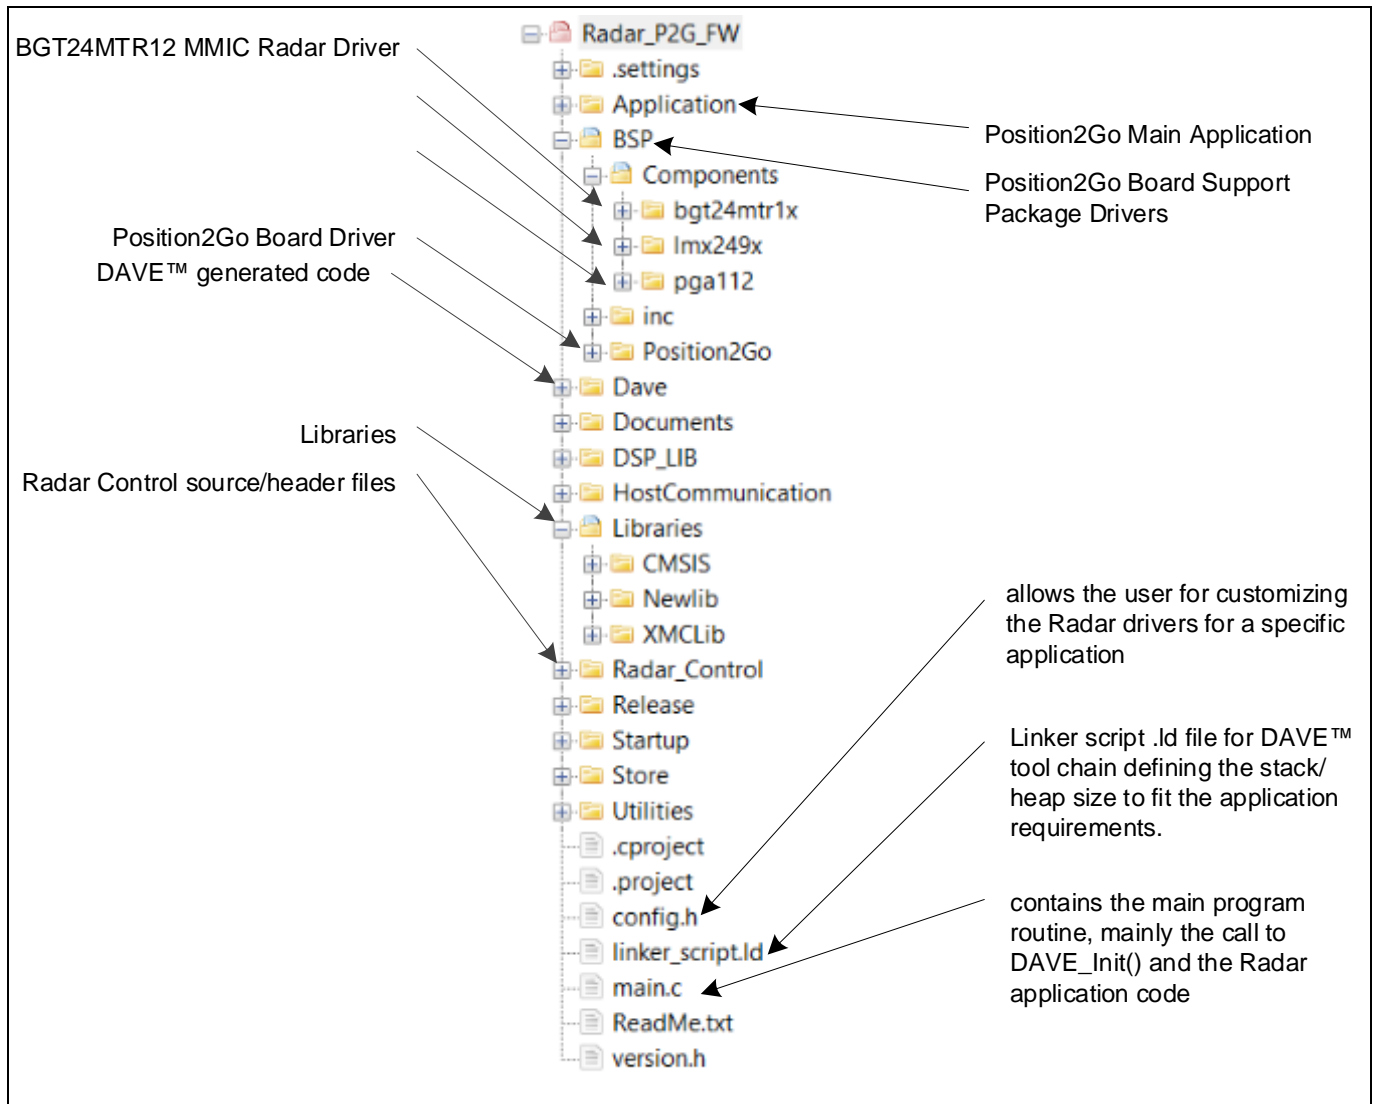 BGT24MTR12 MMIC Radar Driver
Position2Go Board Driver
DAVE™ generated code
Libraries
Radar Control source/header files
Radar_P2G_FW
.settings
Application
BSP
Components
bgt24mtr1x
lmx249x
pga112
inc
Position2Go
Dave
Documents
DSP_LIB
HostCommunication
Libraries
CMSIS
Newlib
XMCLib
Radar_Control
Release
Startup
Store
Utilities
.cproject
.project
config.h
linker_script.ld
main.c
ReadMe.txt
version.h
Position2Go Main Application
Position2Go Board Support
Package Drivers
allows the user for customizing
the Radar drivers for a specific
application
Linker script .ld file for DAVE™
tool chain defining the stack/
heap size to fit the application
requirements.
contains the main program
routine, mainly the call to
DAVE_Init() and the Radar
application code